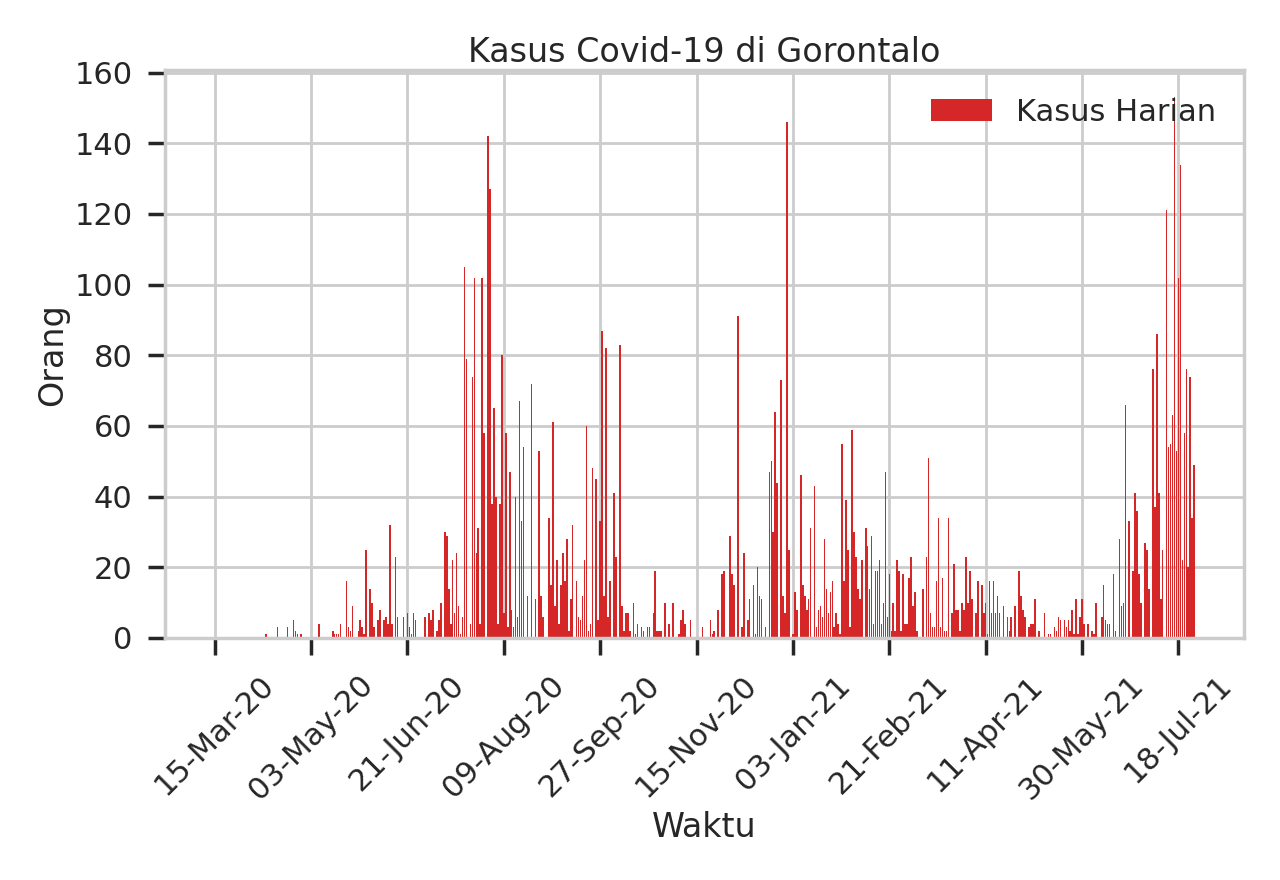 Kasus Covid-19 di Gorontalo
Kasus Harian
Orang
160
140
120
100
80
60
40
20
0
15-Mar-20
03-May-20
21-Jun-20
09-Aug-20
27-Sep-20
15-Nov-20
03-Jan-21
21-Feb-21
11-Apr-21
30-May-21
18-Jul-21
Waktu